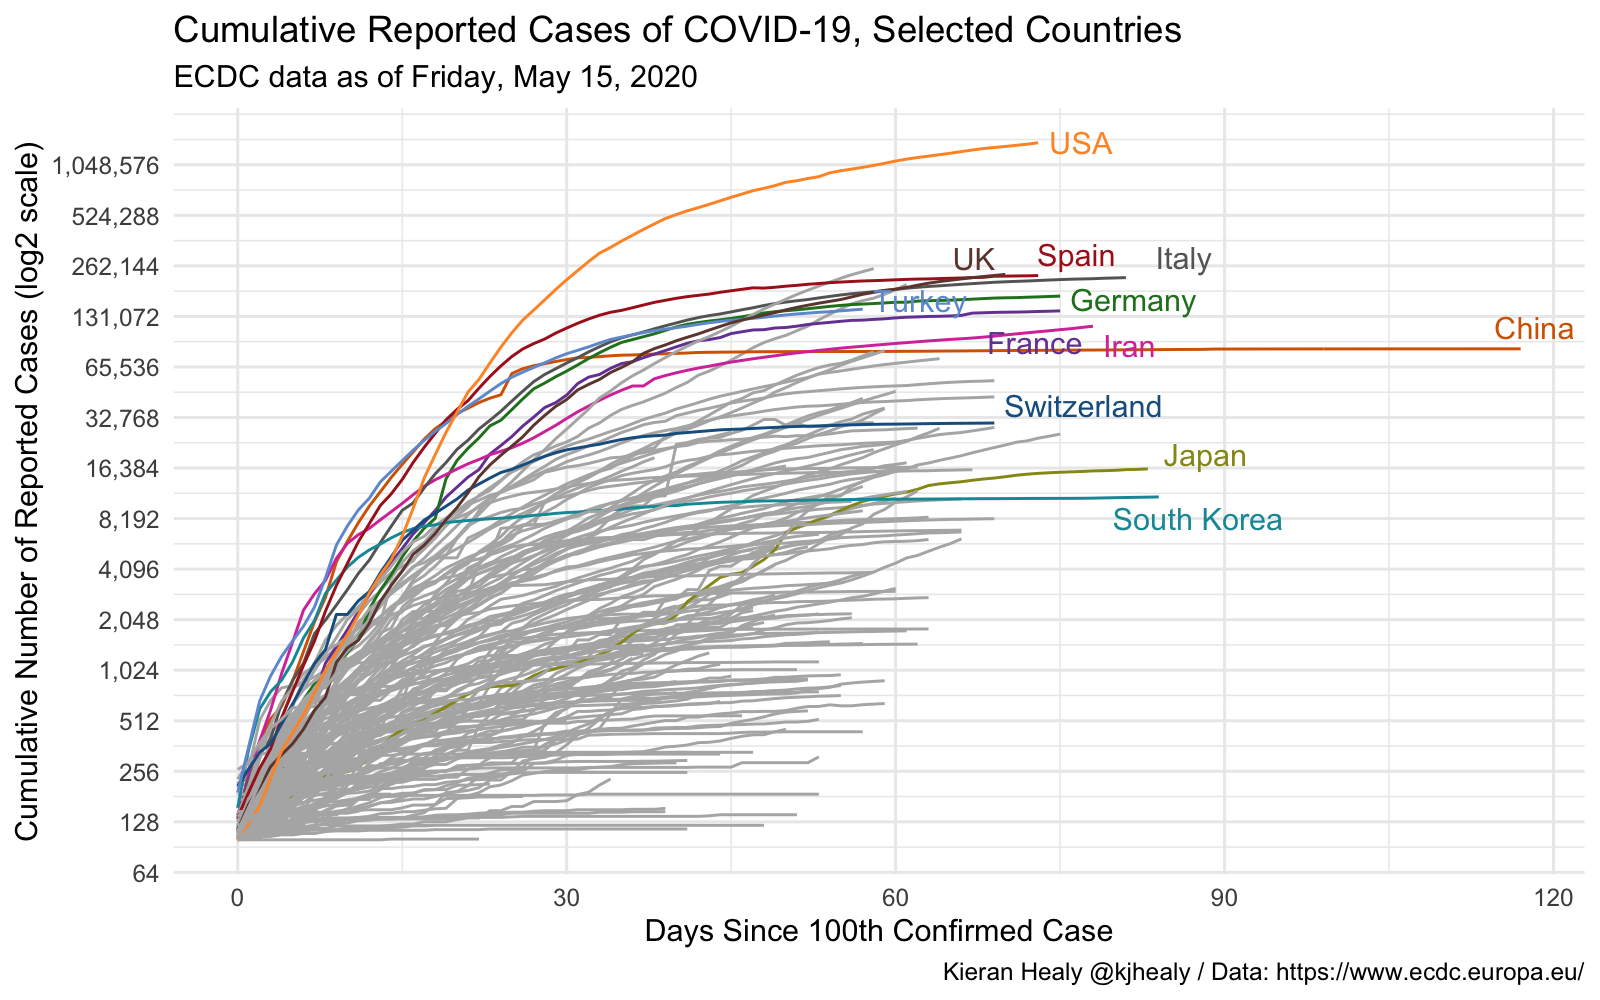 Cumulative Reported Cases of COVID-19, Selected Countries
ECDC data as of Friday, May 15, 2020
Cumulative Number of Reported Cases (log2 scale)
1,048,576
524,288
262,144
131,072
65,536
32,768
16,384
8,192
4,096
2,048
1,024
512
256
128
64
USA
UK
Spain
Italy
Turkey
Germany
China
France
Iran
Switzerland
Japan
South Korea
0 30 60 90 120
Days Since 100th Confirmed Case
Kieran Healy @kjhealy / Data: https://www.ecdc.europa.eu/